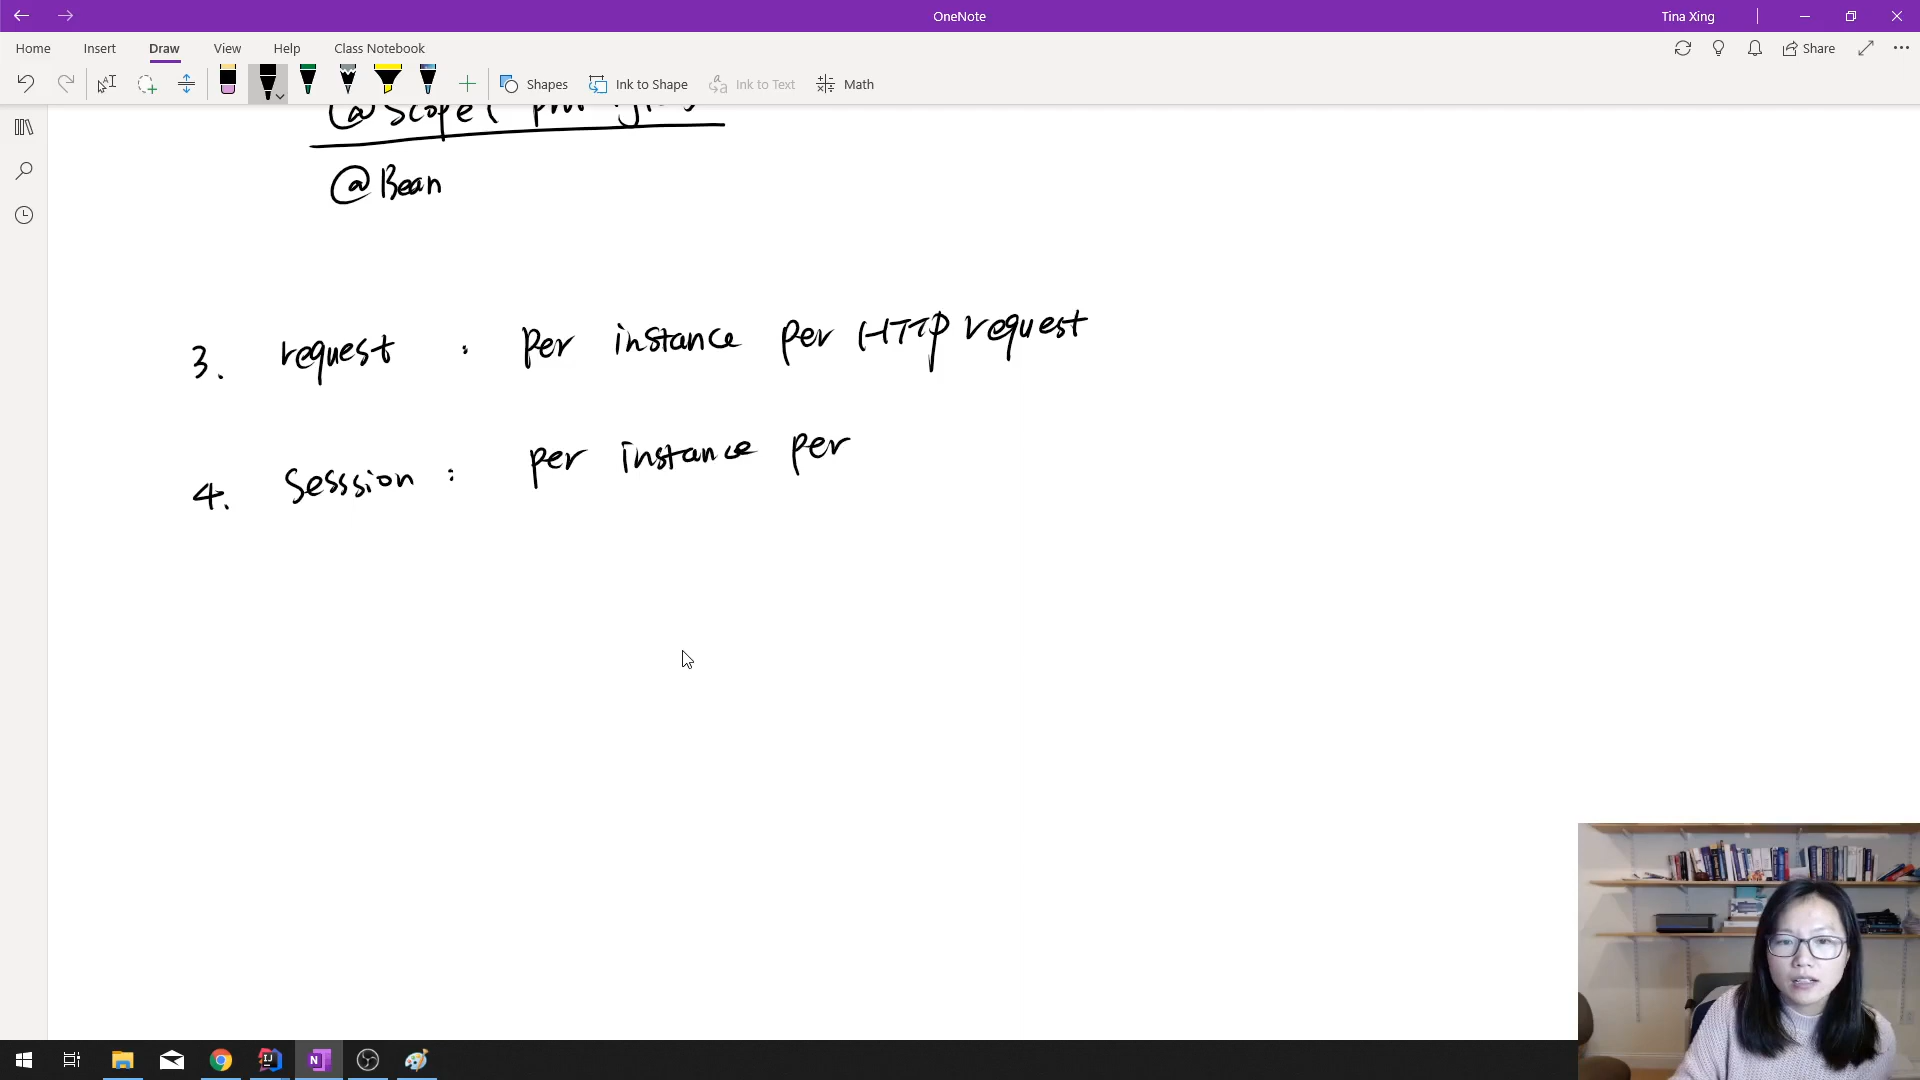 OneNote
Tina Xing
Home Insert Draw View Help Class Notebook
Share
Shapes Ink to Shape Ink to Text Math
@Scope(
@Bean
3. request : per instance per HTTP request
4. Sesssion : per instance per